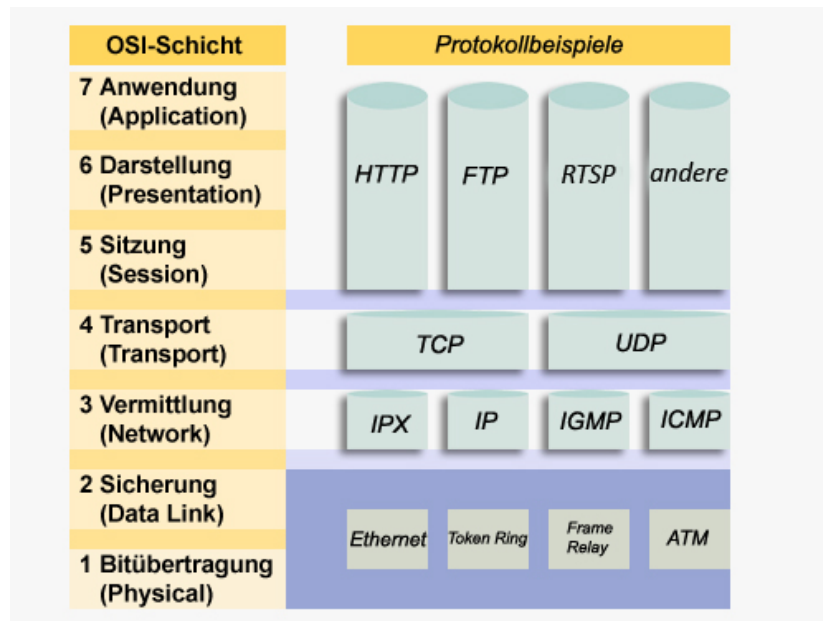 OSI-Schicht
Protokollbeispiele
7 Anwendung
(Application)
6 Darstellung
(Presentation)
5 Sitzung
(Session)
HTTP
FTP
RTSP
andere
4 Transport
(Transport)
TCP
UDP
3 Vermittlung
(Network)
IPX
IP
IGMP
ICMP
2 Sicherung
(Data Link)
1 Bitübertragung
(Physical)
Ethernet
Token Ring
Frame
Relay
ATM